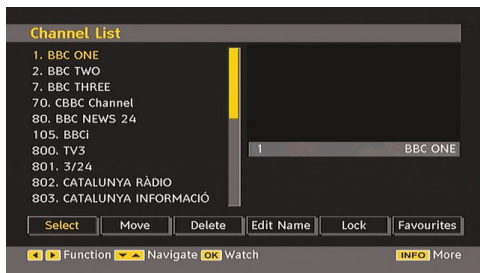 Channel List
1. BBC ONE
2. BBC TWO
7. BBC THREE
70. CBBC Channel
80. BBC NEWS 24
105. BBCi
800. TV3
801. 3/24
802. CATALUNYA RÀDIO
803. CATALUNYA INFORMACIÓ
1 BBC ONE
Select Move Delete Edit Name Lock Favourites
Function Navigate OK Watch INFO More